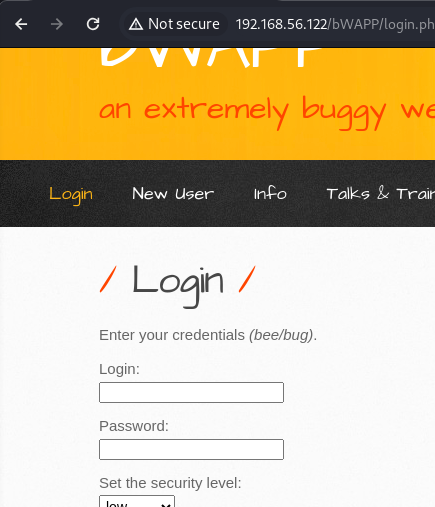 Not secure 192.168.56.122/bWAPP/login.ph
bWAPP
an extremely buggy we
Login New User Info Talks & Train
/ Login /
Enter your credentials (bee/bug).
Login:
Password:
Set the security level:
low